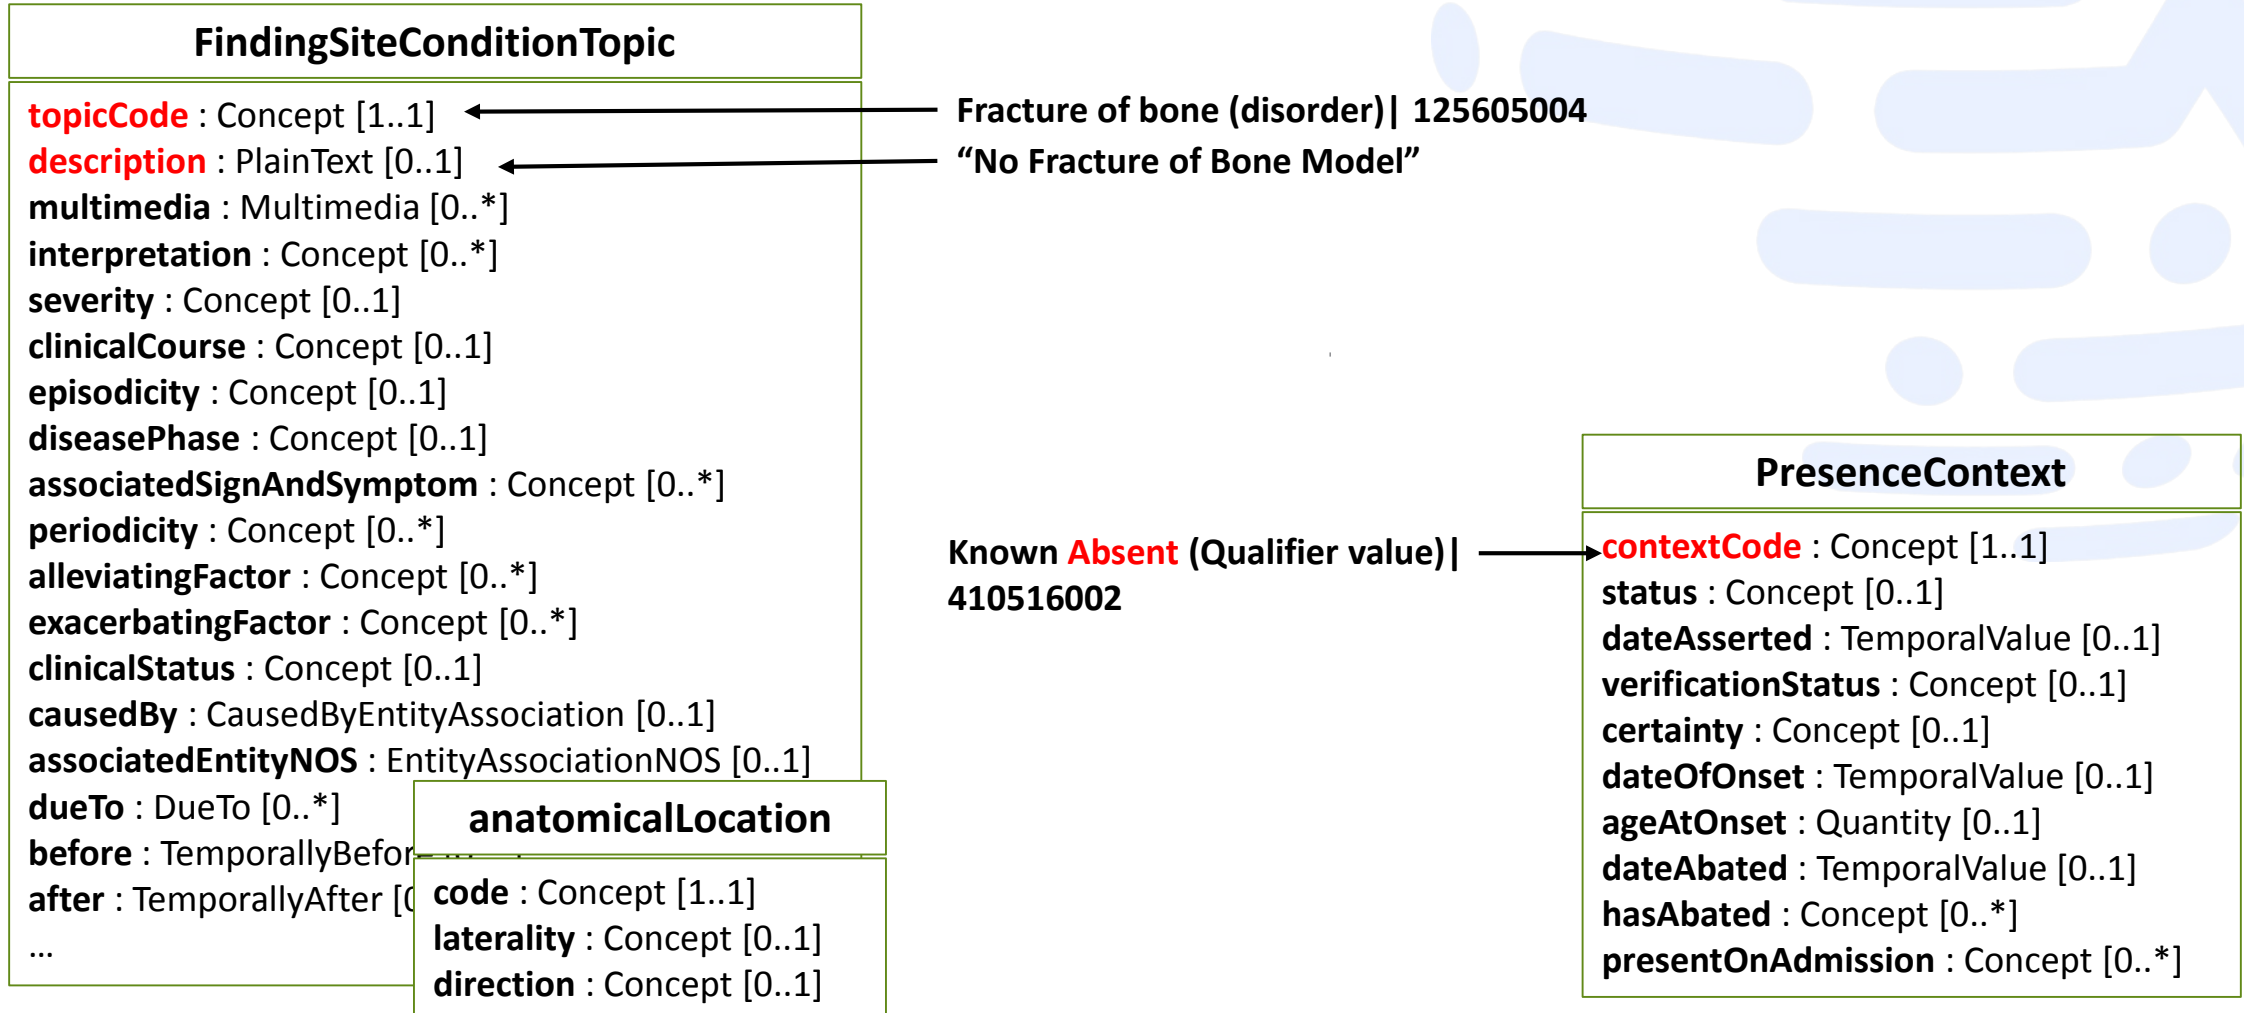 FindingSiteConditionTopic
topicCode : Concept [1..1]
description : PlainText [0..1]
multimedia : Multimedia [0..*]
interpretation : Concept [0..*]
severity : Concept [0..1]
clinicalCourse : Concept [0..1]
episodicity : Concept [0..1]
diseasePhase : Concept [0..1]
associatedSignAndSymptom : Concept [0..*]
periodicity : Concept [0..*]
alleviatingFactor : Concept [0..*]
exacerbatingFactor : Concept [0..*]
clinicalStatus : Concept [0..1]
causedBy : CausedByEntityAssociation [0..1]
associatedEntityNOS : EntityAssociationNOS [0..1]
dueTo : DueTo [0..*]
before : TemporallyBefore
after : TemporallyAfter [0
...
anatomicalLocation
code : Concept [1..1]
laterality : Concept [0..1]
direction : Concept [0..1]
Fracture of bone (disorder)| 125605004
“No Fracture of Bone Model”
Known Absent (Qualifier value)|
410516002
PresenceContext
contextCode : Concept [1..1]
status : Concept [0..1]
dateAsserted : TemporalValue [0..1]
verificationStatus : Concept [0..1]
certainty : Concept [0..1]
dateOfOnset : TemporalValue [0..1]
ageAtOnset : Quantity [0..1]
dateAbated : TemporalValue [0..1]
hasAbated : Concept [0..*]
presentOnAdmission : Concept [0..*]